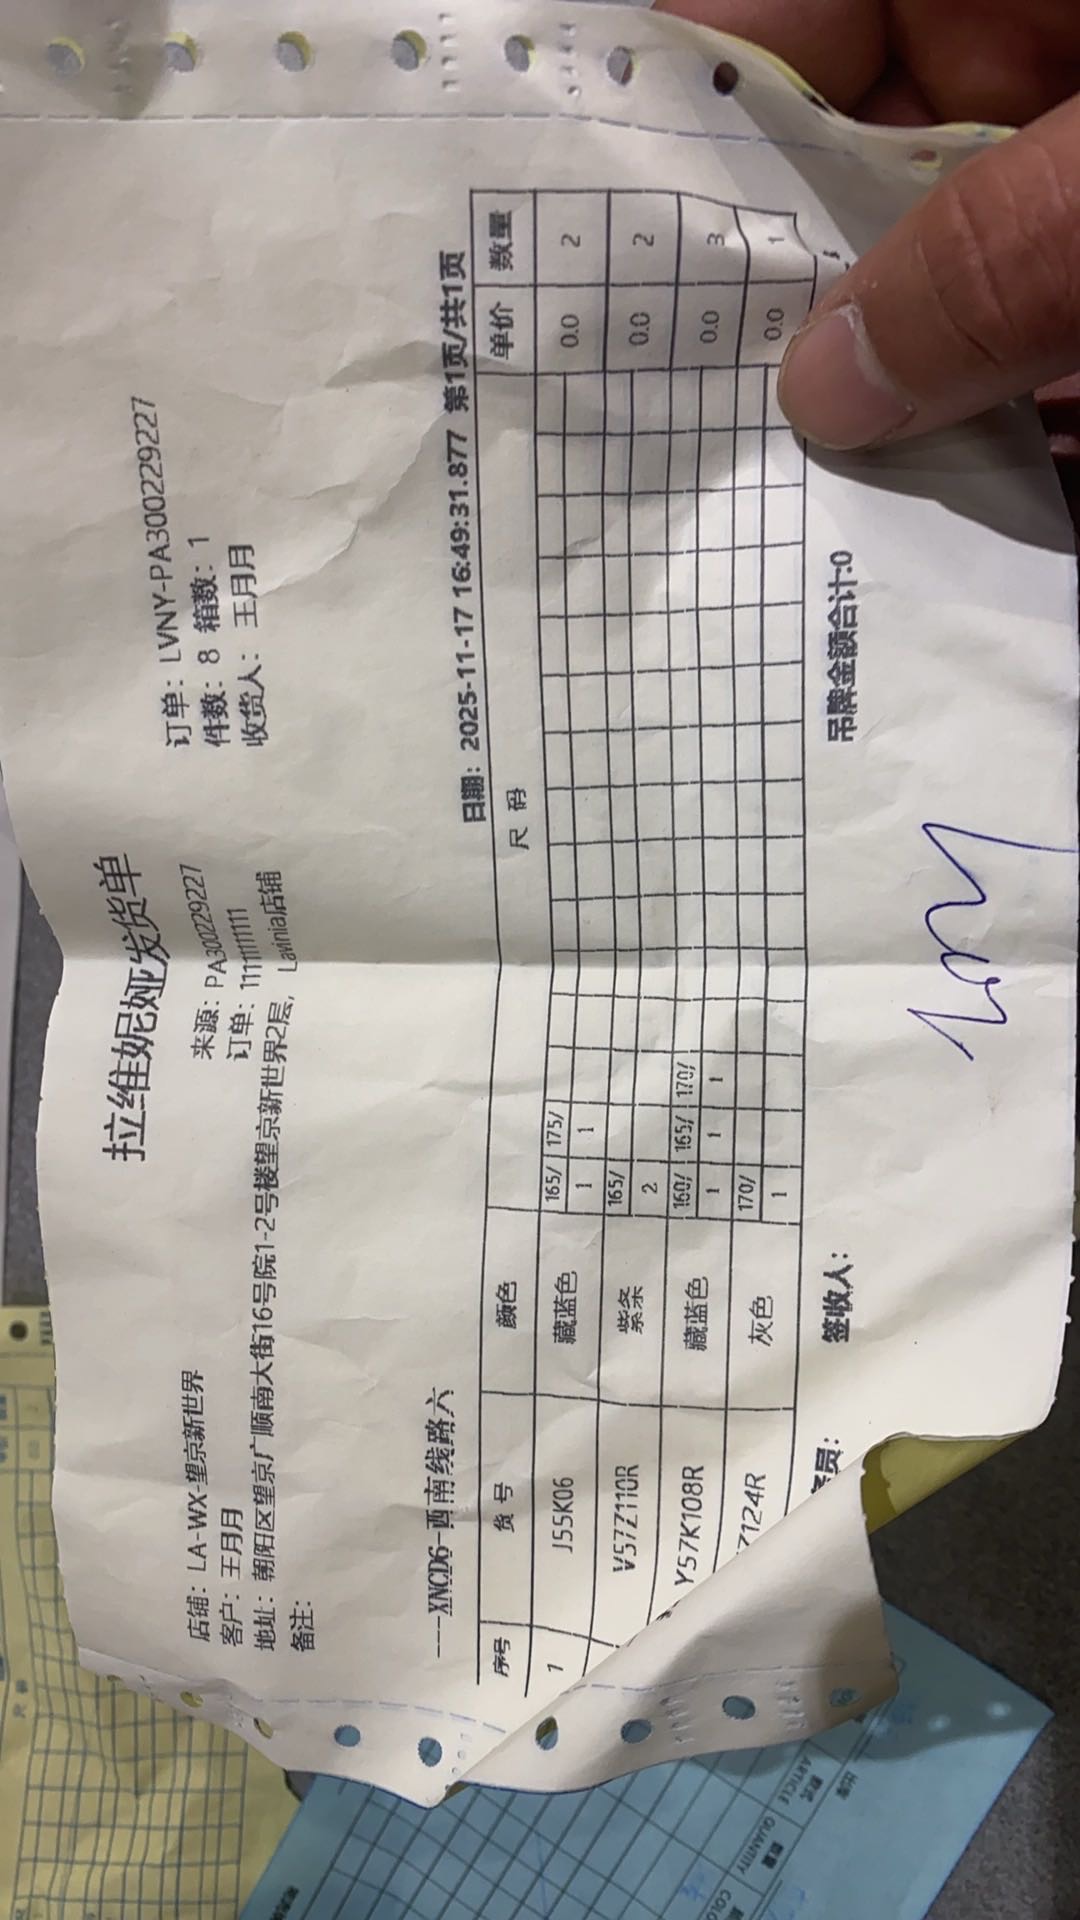 拉维妮娅发货单
店铺：LA-WX-望京新世界 来源：PA300229227 订单：LVNY-PA3002229227
客户：王月月 订单：11111111111 件数：8 箱数：1
地址：朝阳区望京广顺南大街16号院1-2号楼望京新世界2层，Lavinia店铺 收货人：王月月
备注：
---XNCD6-西南线路六 日期：2025-11-17 16:49:31.877 第1页/共1页
序号 货号 颜色 尺码 单价 数量
1 J55K06 藏蓝色 165/ 175/ 0.0 2
1 1
V57Z110R 紫条 165/ 0.0 2
2
Y57K108R 藏蓝色 160/ 165/ 170/ 0.0 3
1 1 1
Z124R 灰色 170/ 0.0 1
1
员： 签收人： 吊牌金额合计:0
ARTICLE
QUANTITY 数量